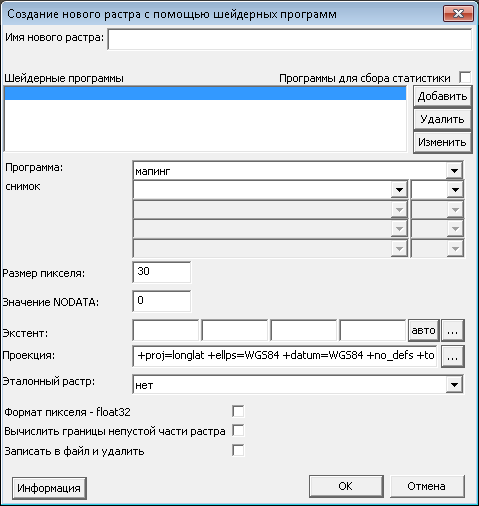 Создание нового растра с помощью шейдерных программ
Имя нового растра:
Шейдерные программы Программы для сбора статистики
Добавить
Удалить
Изменить
Программа: мапинг
снимок
Размер пикселя: 30
Значение NODATA: 0
Экстент: авто ...
Проекция: +proj=longlat +ellps=WGS84 +datum=WGS84 +no_defs +to ...
Эталонный растр: нет
Формат пикселя - float32
Вычислить границы непустой части растра
Записать в файл и удалить
Информация OK Отмена